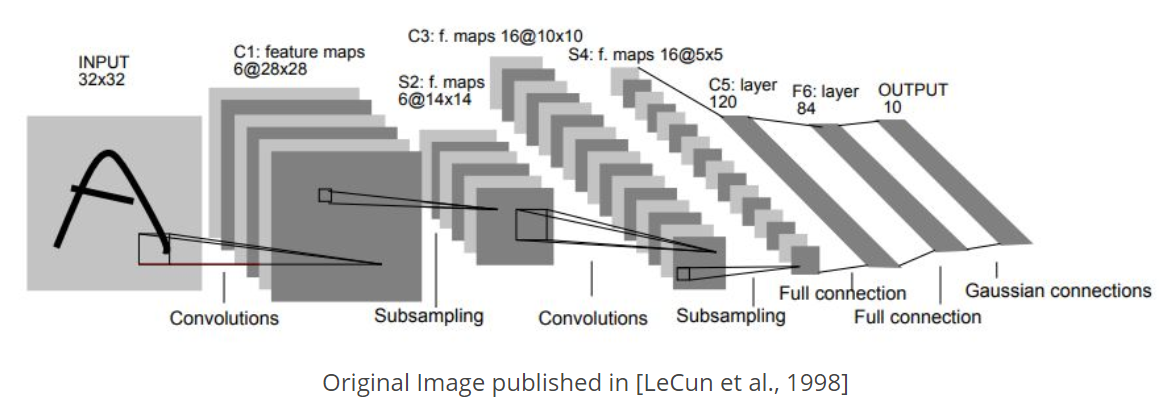 INPUT
32x32
C1: feature maps
6@28x28
S2: f. maps
6@14x14
C3: f. maps 16@10x10
S4: f. maps 16@5x5
C5: layer
120
F6: layer
84
OUTPUT
10
Convolutions
Subsampling
Convolutions
Subsampling
Full connection
Full connection
Gaussian connections
Original Image published in [LeCun et al., 1998]